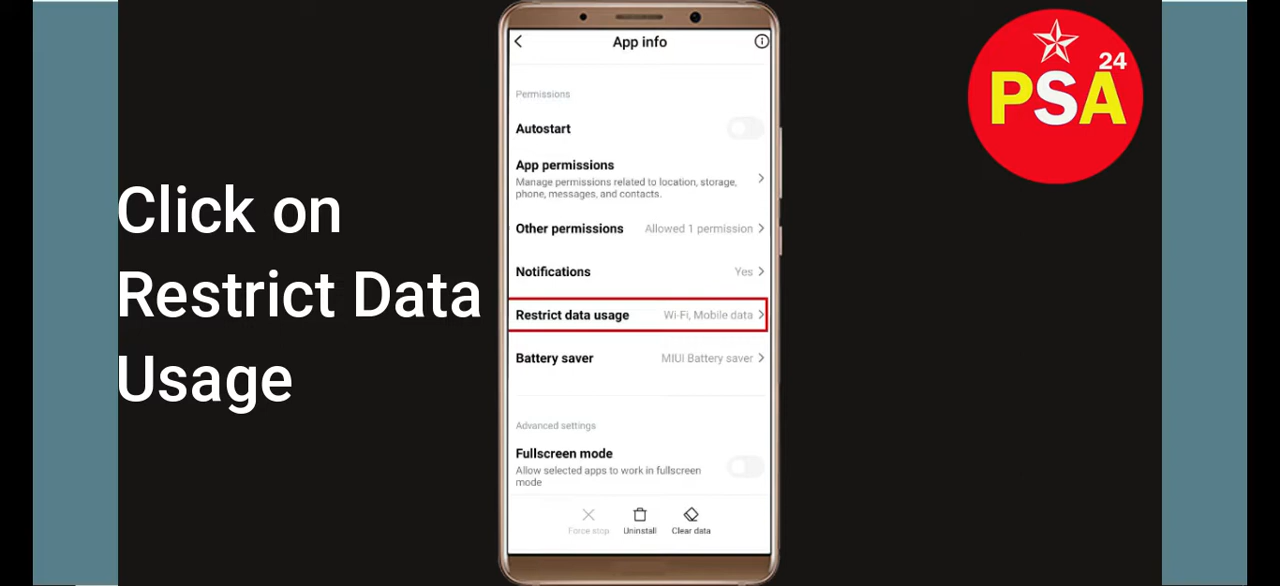 Click on
Restrict Data
Usage
App info
Permissions
Autostart
App permissions
Manage permissions related to location, storage,
phone, messages, and contacts.
Other permissions Allowed 1 permission
Notifications Yes
Restrict data usage Wi-Fi, Mobile data
Battery saver MIUI Battery saver
Advanced settings
Fullscreen mode
Allow selected apps to work in fullscreen
mode
Force stop Uninstall Clear data
24
PSA